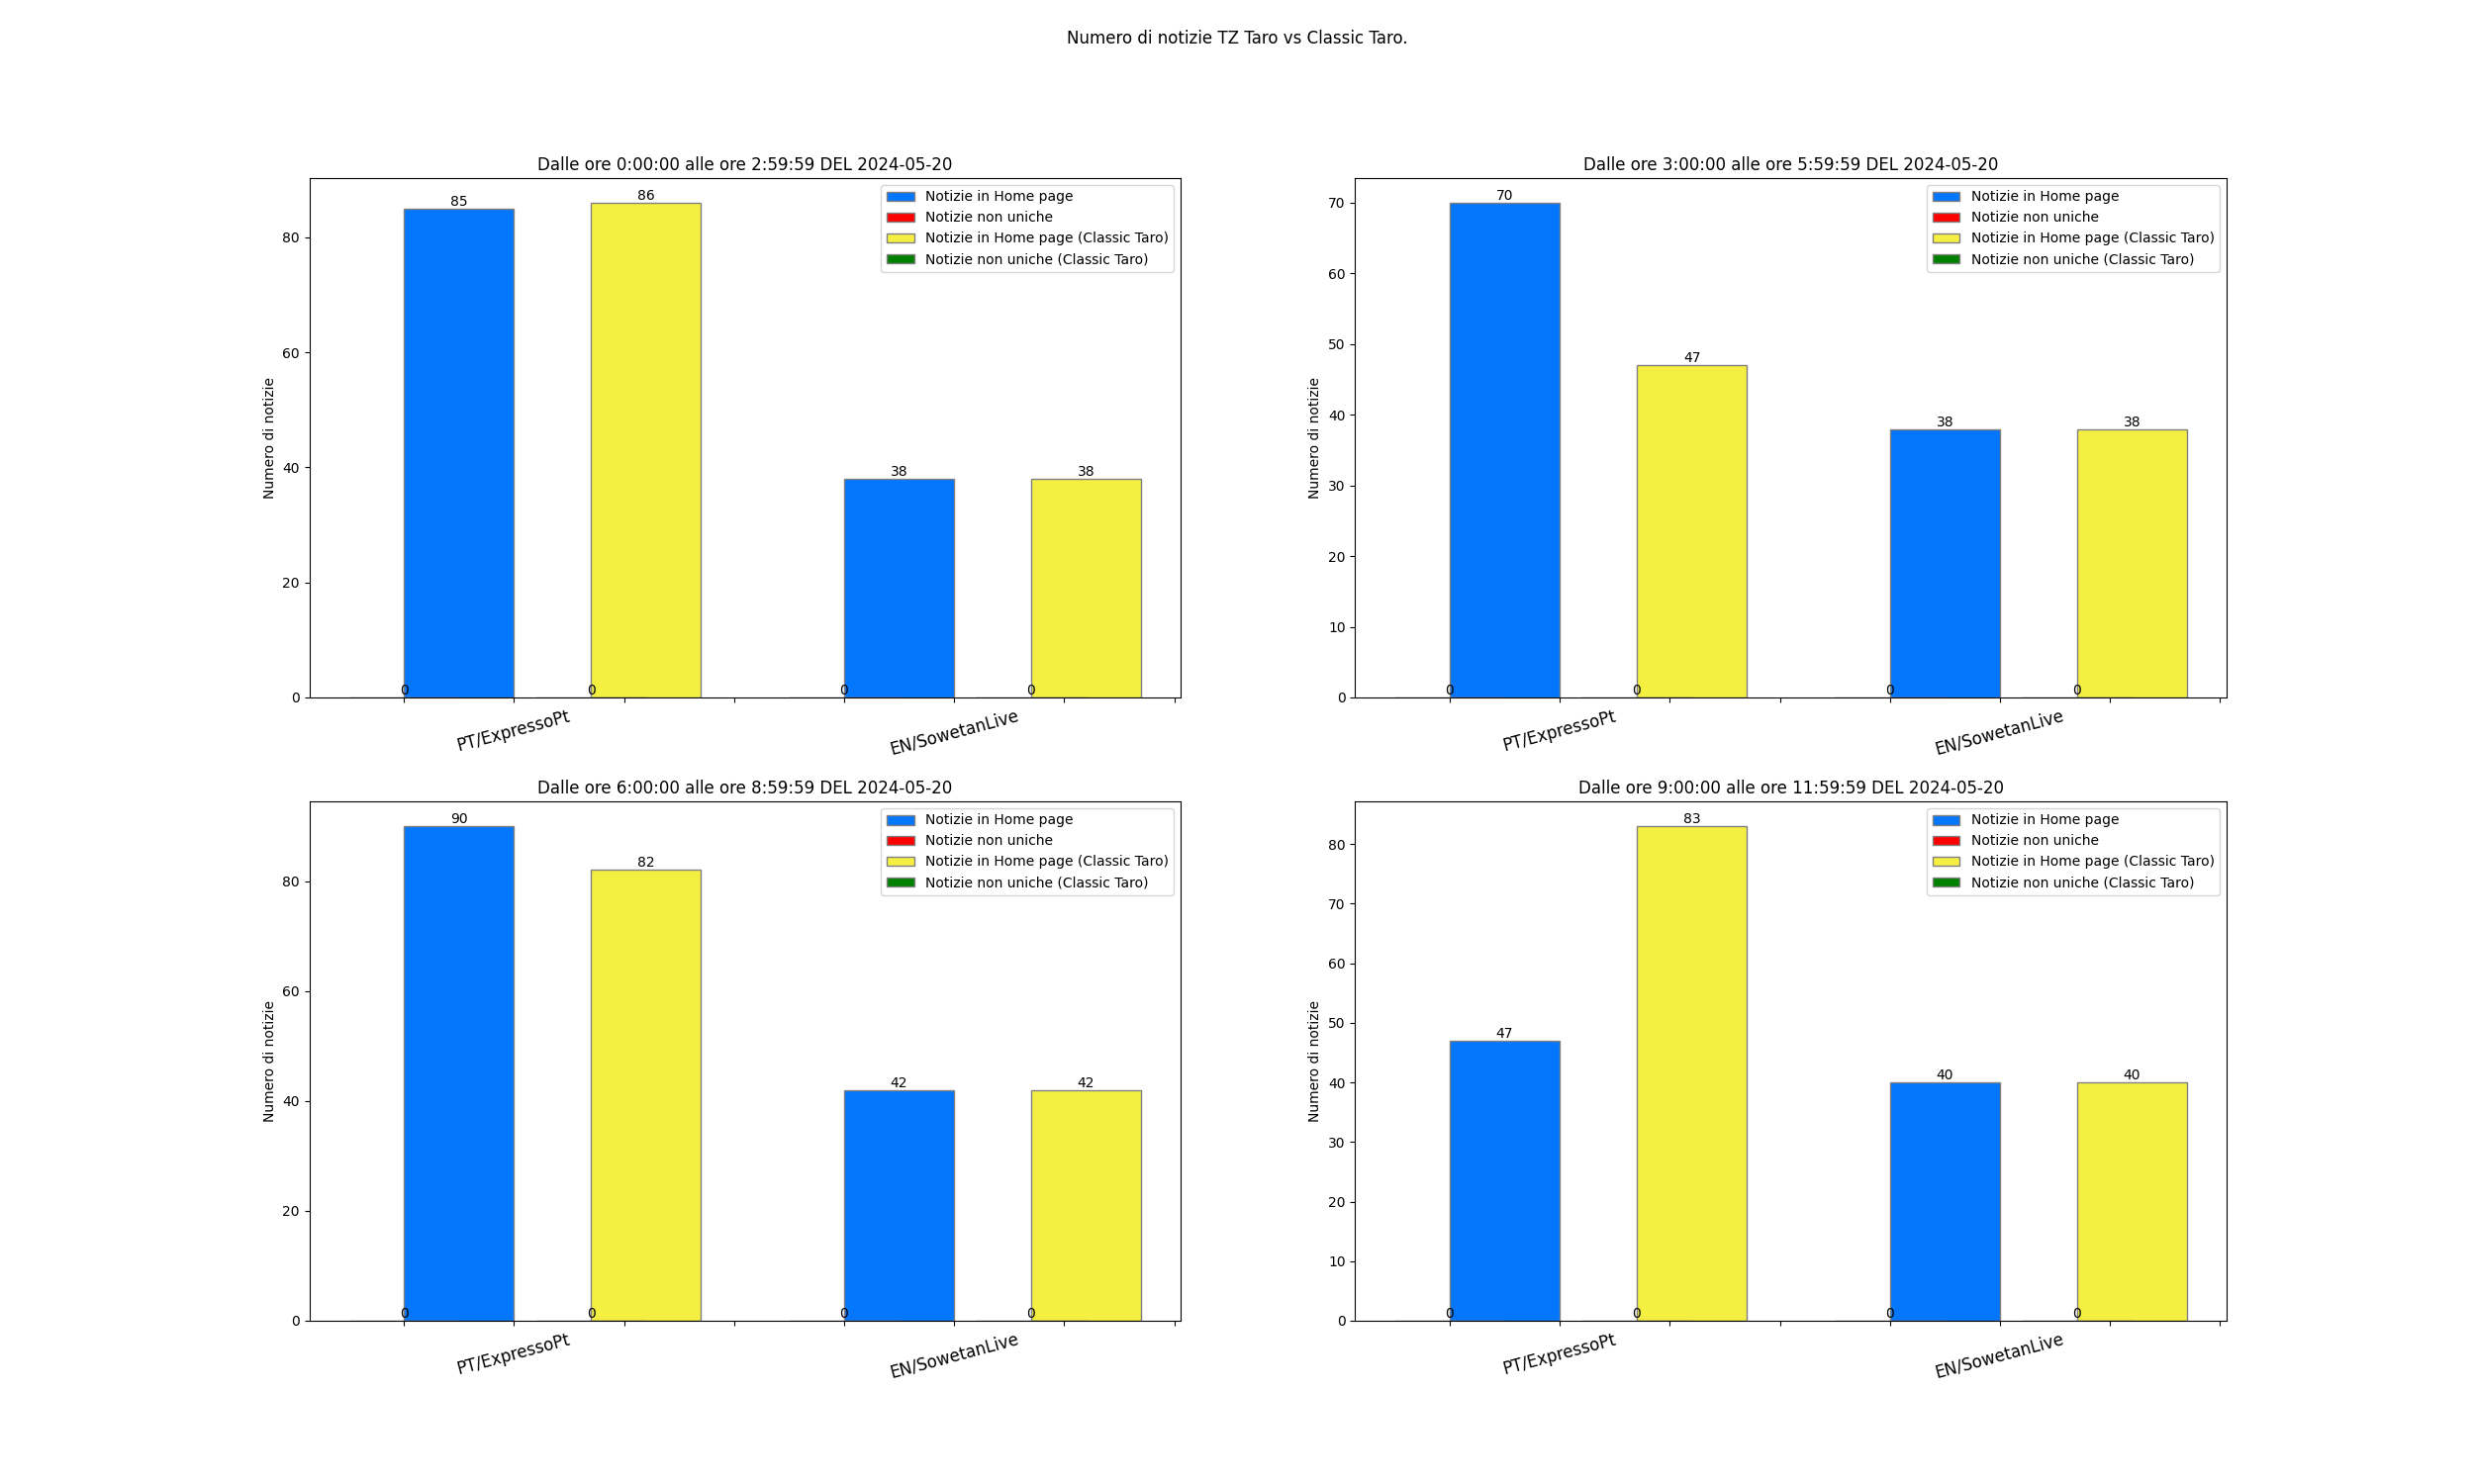 Numero di notizie TZ Taro vs Classic Taro.
Dalle ore 0:00:00 alle ore 2:59:59 DEL 2024-05-20
Numero di notizie
80
60
40
20
0
85
86
38
38
0
0
0
0
Notizie in Home page
Notizie non uniche
Notizie in Home page (Classic Taro)
Notizie non uniche (Classic Taro)
PT/ExpressoPt
EN/SowetanLive
Dalle ore 3:00:00 alle ore 5:59:59 DEL 2024-05-20
Numero di notizie
70
60
50
40
30
20
10
0
70
47
38
38
0
0
0
0
Notizie in Home page
Notizie non uniche
Notizie in Home page (Classic Taro)
Notizie non uniche (Classic Taro)
PT/ExpressoPt
EN/SowetanLive
Dalle ore 6:00:00 alle ore 8:59:59 DEL 2024-05-20
Numero di notizie
80
60
40
20
0
90
82
42
42
0
0
0
0
Notizie in Home page
Notizie non uniche
Notizie in Home page (Classic Taro)
Notizie non uniche (Classic Taro)
PT/ExpressoPt
EN/SowetanLive
Dalle ore 9:00:00 alle ore 11:59:59 DEL 2024-05-20
Numero di notizie
80
70
60
50
40
30
20
10
0
47
83
40
40
0
0
0
0
Notizie in Home page
Notizie non uniche
Notizie in Home page (Classic Taro)
Notizie non uniche (Classic Taro)
PT/ExpressoPt
EN/SowetanLive